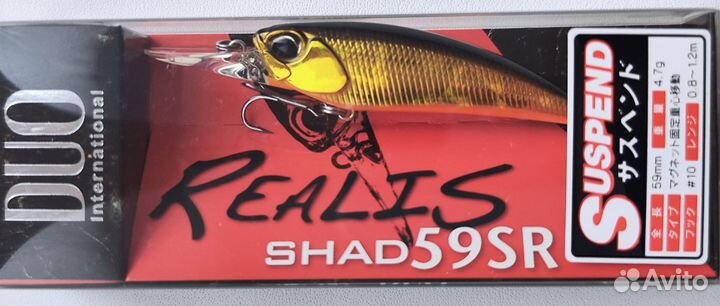 DUO
International
REALIS
SHAD59SR
SUSPEND
サスペンド
全長 59mm 重量 4.7g
タイプ マグネット固定重心移動
フック #10 レンジ 0.8~1.2m
Avito